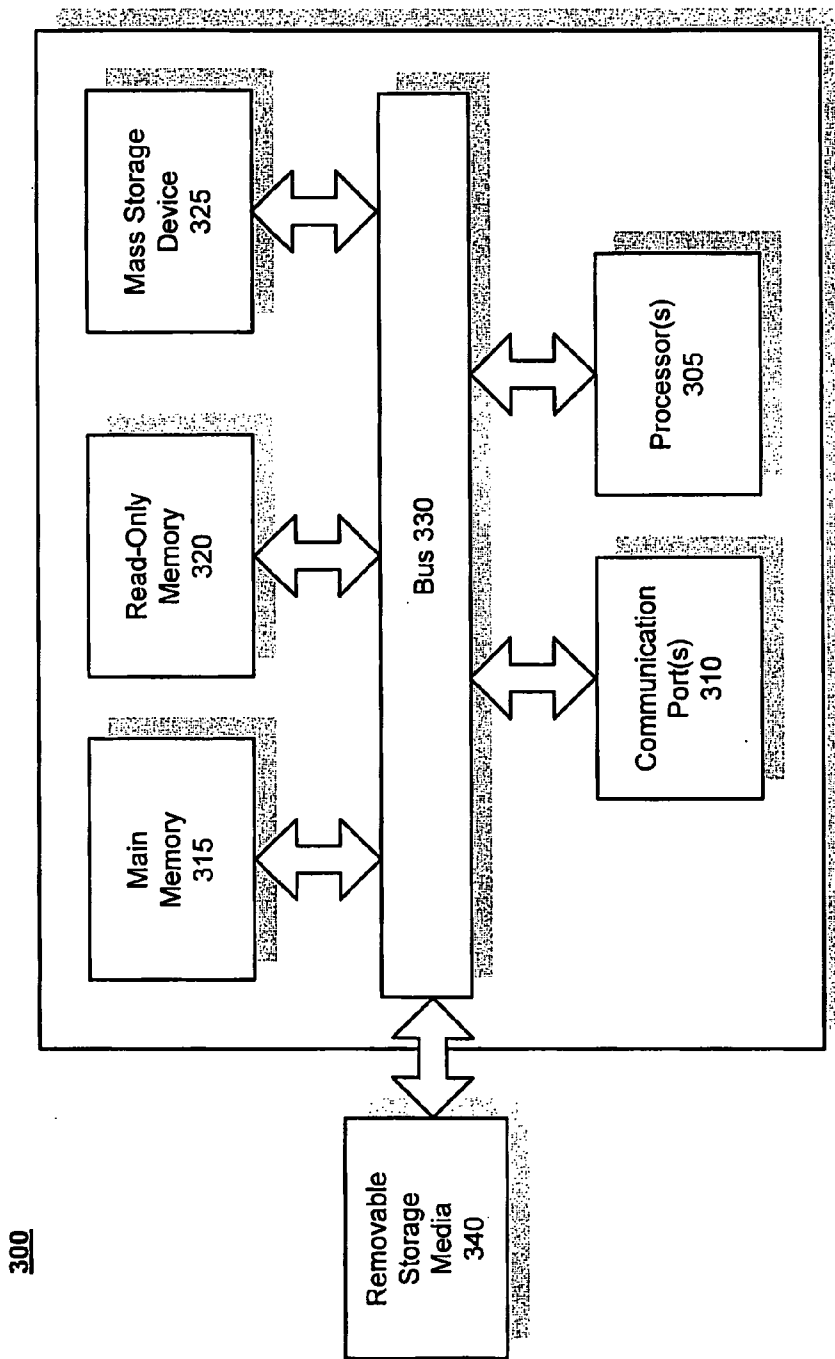 300
Main
Memory
315
Read-Only
Memory
320
Mass Storage
Device
325
Removable
Storage
Media
340
Bus 330
Communication
Port(s)
310
Processor(s)
305